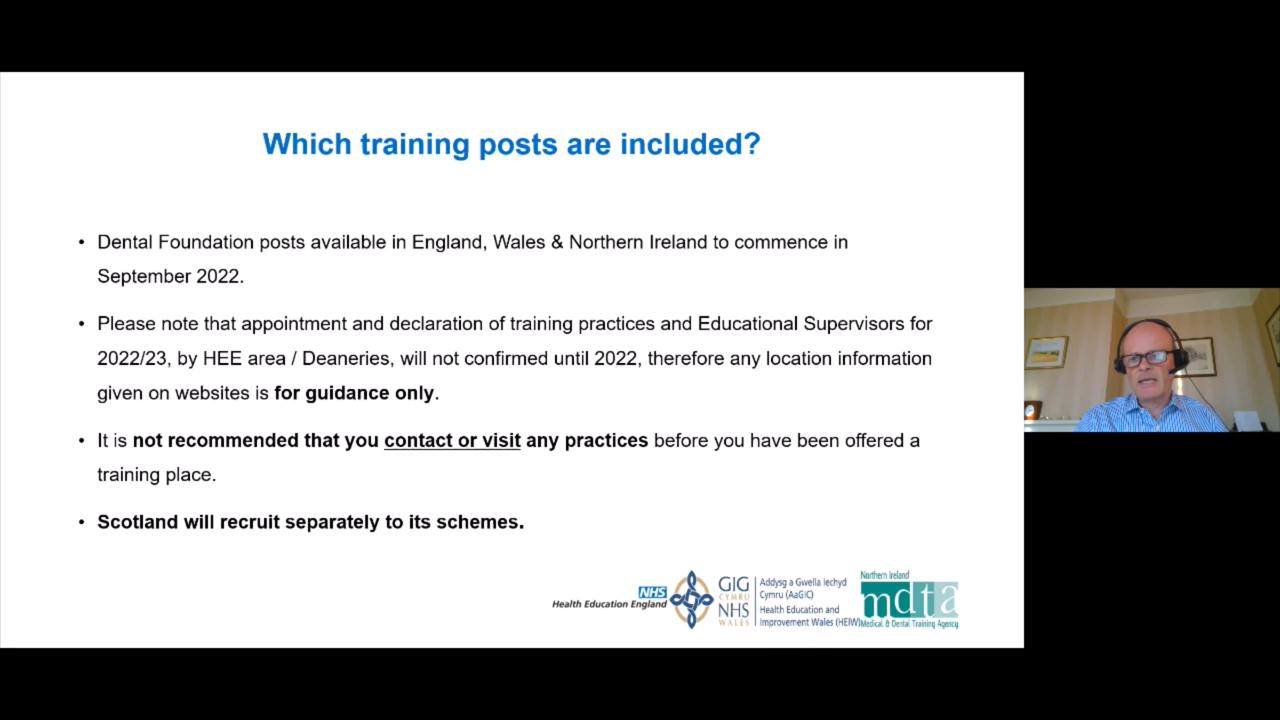 Which training posts are included?
• Dental Foundation posts available in England, Wales & Northern Ireland to commence in
September 2022.
• Please note that appointment and declaration of training practices and Educational Supervisors for
2022/23, by HEE area / Deaneries, will not confirmed until 2022, therefore any location information
given on websites is for guidance only.
• It is not recommended that you contact or visit any practices before you have been offered a
training place.
• Scotland will recruit separately to its schemes.
NHS
Health Education England
GIG
CYMRU
NHS
WALES
Addysg a Gwella Iechyd
Cymru (AaGIC)
Health Education and
Improvement Wales (HEIW)
Northern Ireland
mdta
Medical & Dental Training Agency